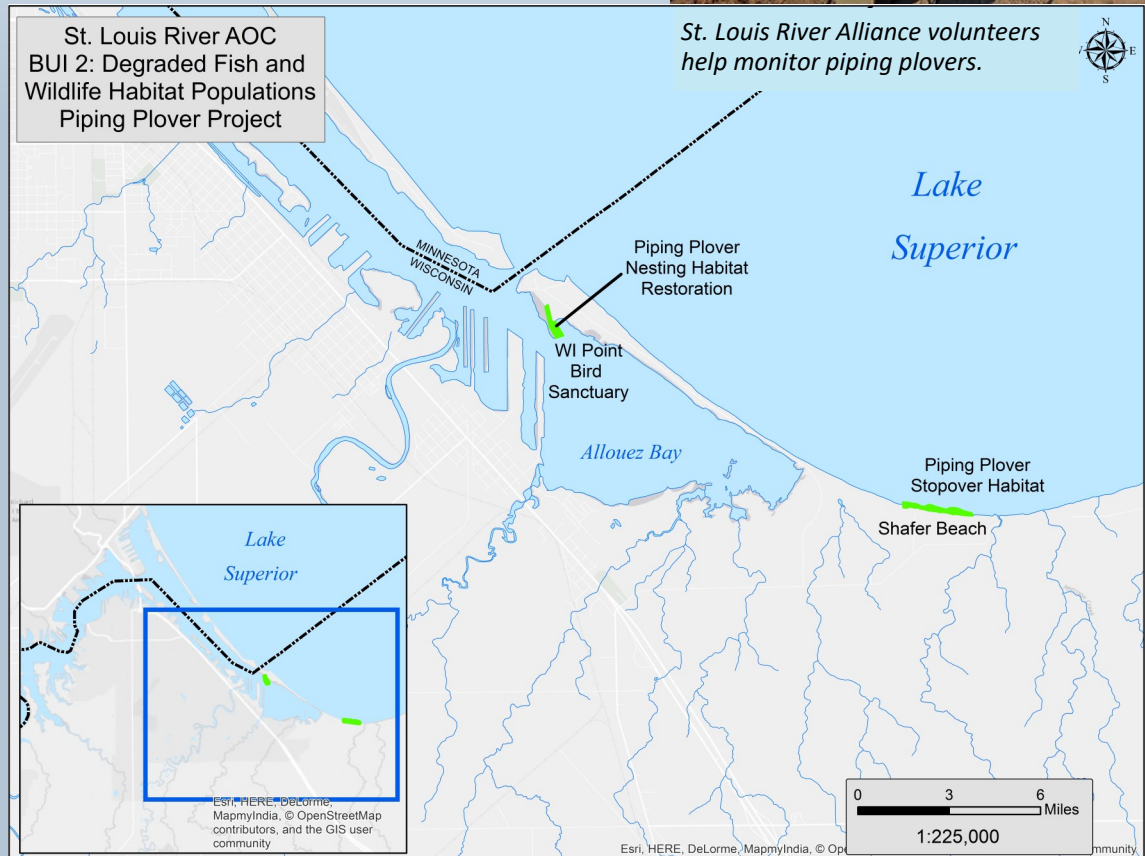 St. Louis River AOC
BUI 2: Degraded Fish and
Wildlife Habitat Populations
Piping Plover Project
St. Louis River Alliance volunteers
help monitor piping plovers.
N
E
S
Lake
Superior
MINNESOTA
WISCONSIN
Piping Plover
Nesting Habitat
Restoration
WI Point
Bird
Sanctuary
Allouez Bay
Piping Plover
Stopover Habitat
Shafer Beach
Lake
Superior
Esri, HERE, DeLorme,
MapmyIndia, © OpenStreetMap
contributors, and the GIS user
community
0 3 6
Miles
1:225,000
Esri, HERE, DeLorme, MapmyIndia, ©